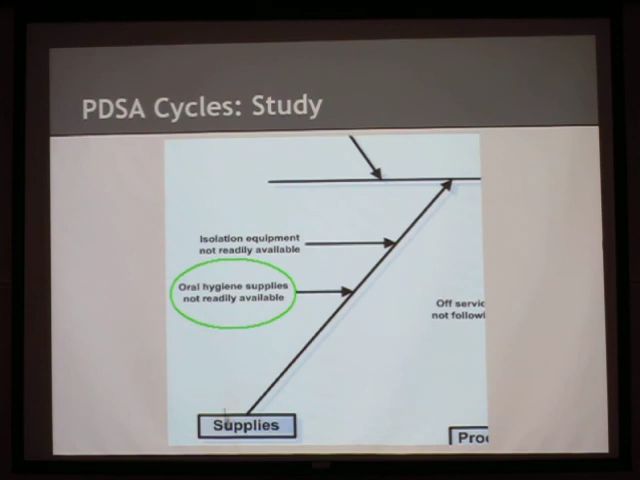 PDSA Cycles: Study
Isolation equipment
not readily available
Oral hygiene supplies
not readily available
Off servic
not followi
Supplies
Pro